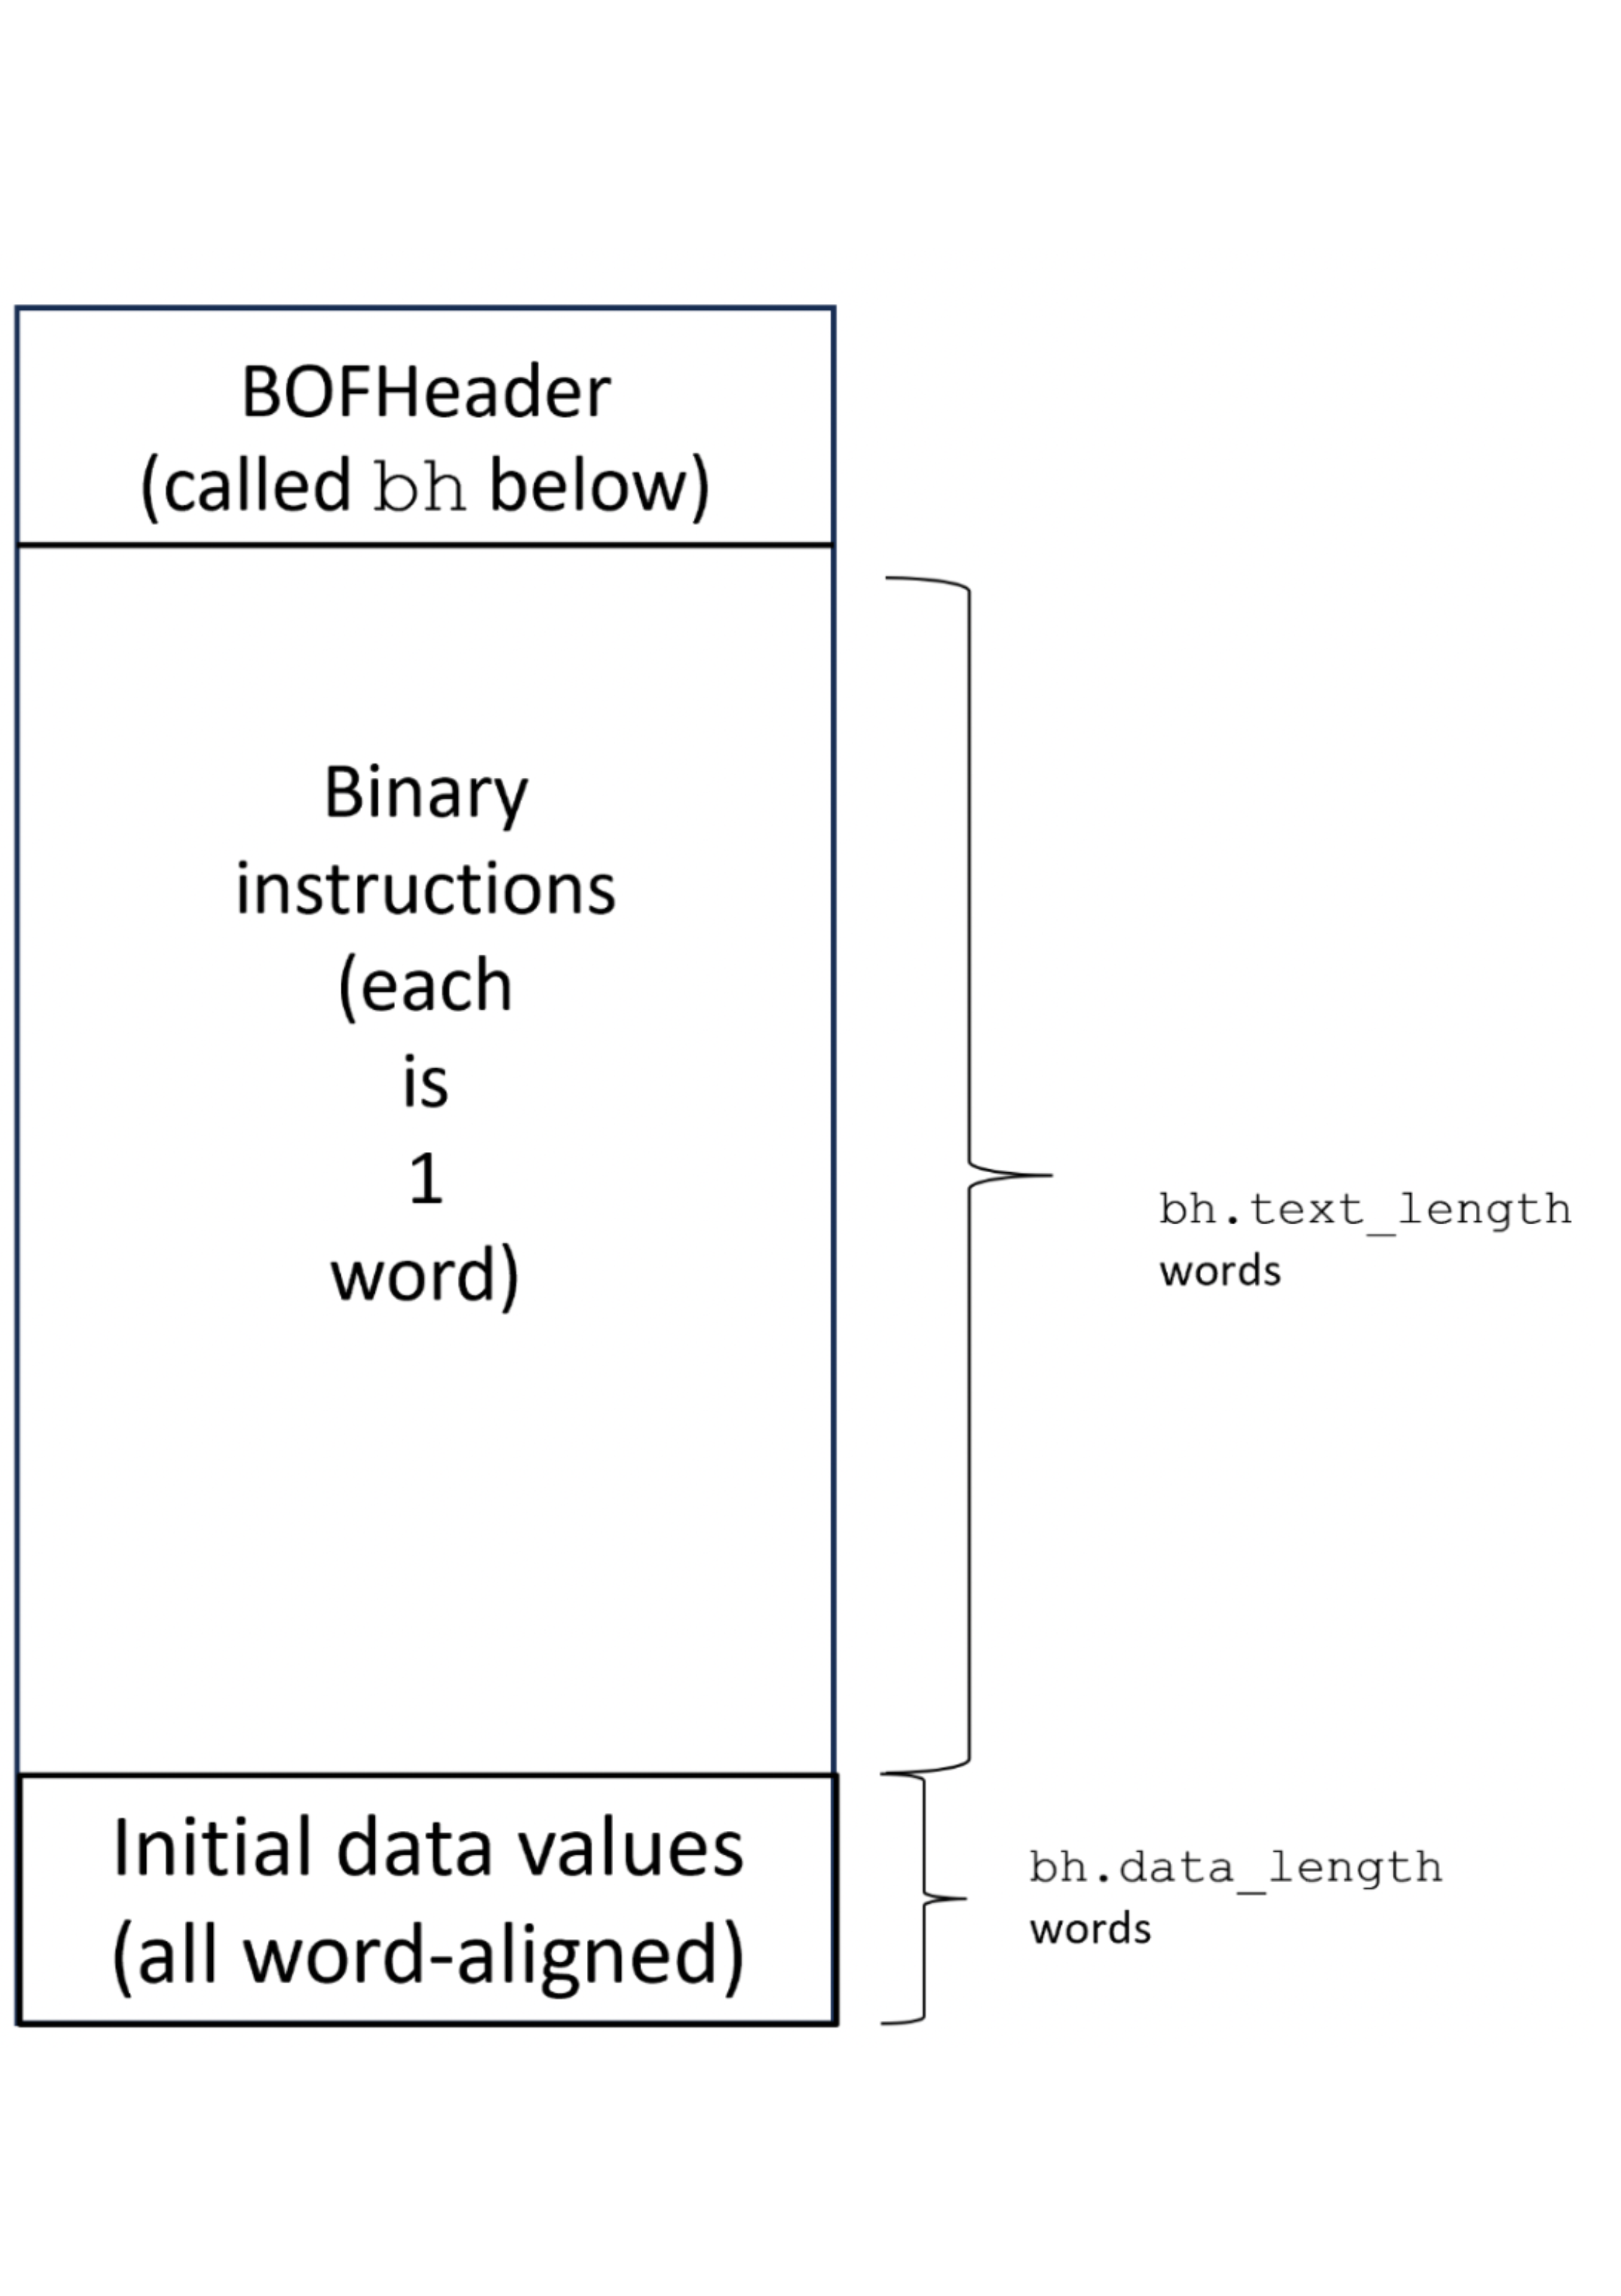 BOFHeader
(called bh below)
Binary
instructions
(each
is
1
word)
bh.text_length
words
Initial data values
(all word-aligned)
bh.data_length
words